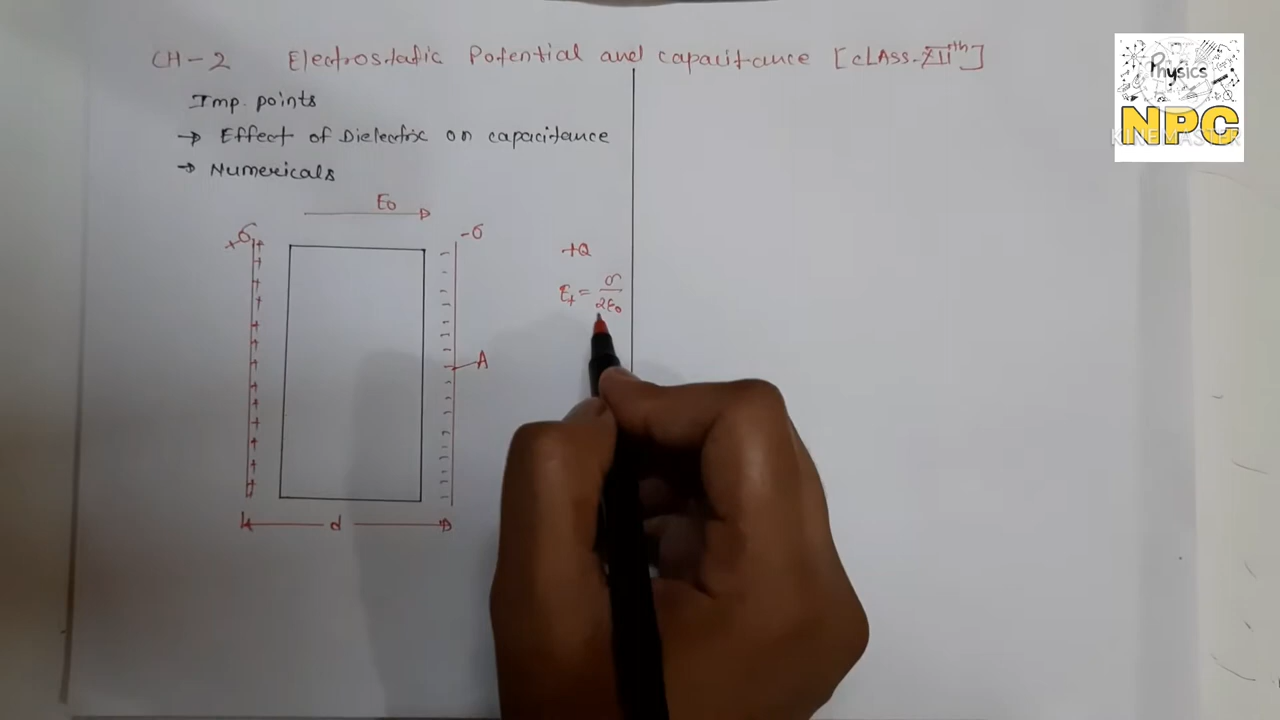 CH-2 Electrostatic Potential and capacitance [cLASS-XIIth]
Imp. points
→ Effect of Dielectric on capacitance
→ Numericals
E0
+σ
-σ
A
d
+Q
E+ = σ/2ε0
Physics
NPC
KINEMASTER